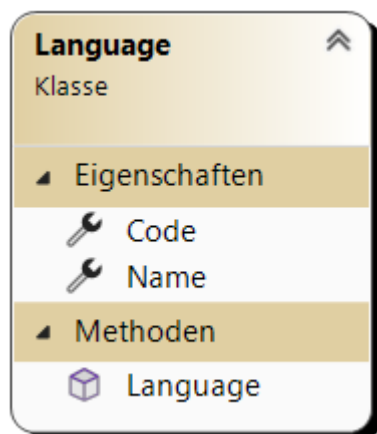 Language
Klasse
Eigenschaften
Code
Name
Methoden
Language